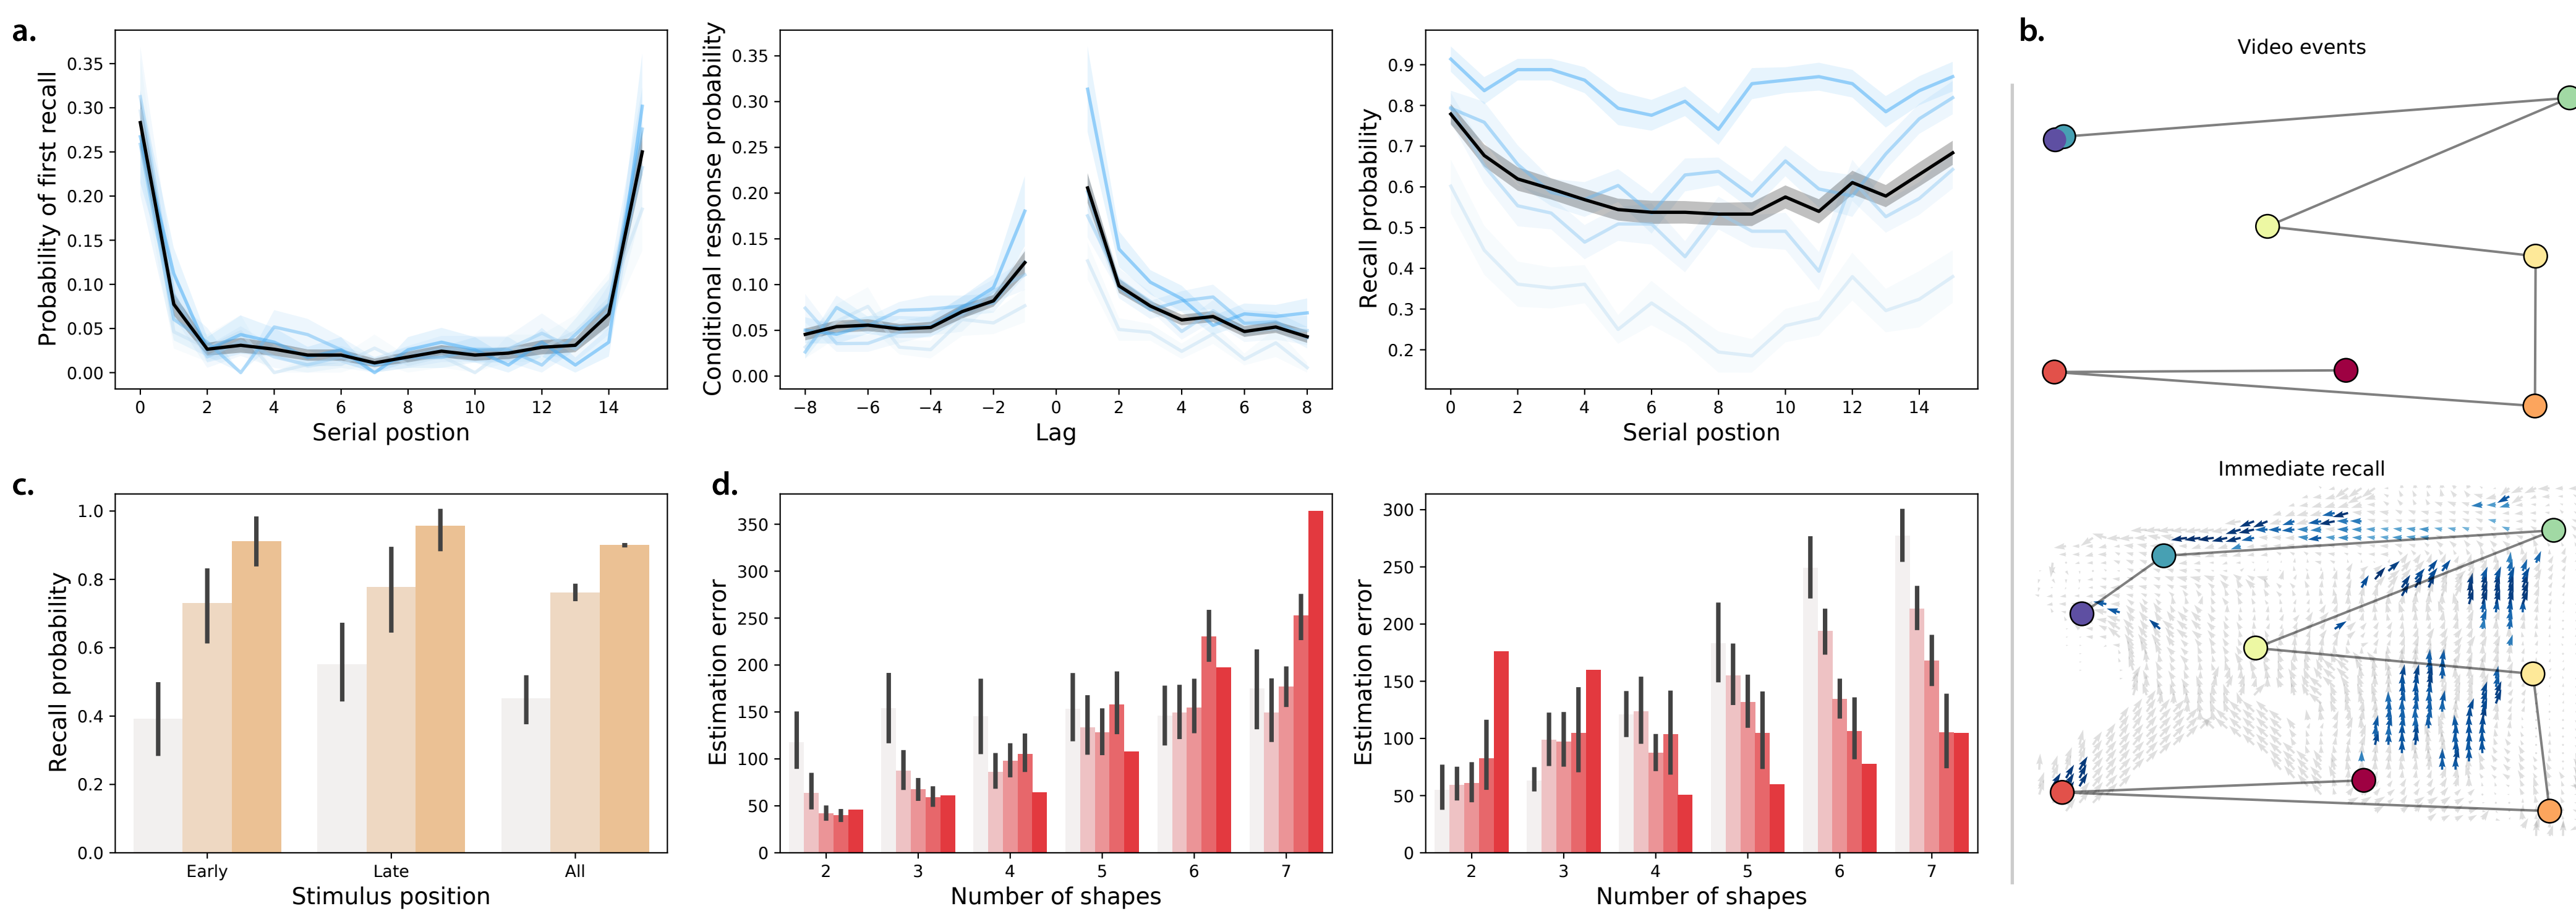 a.
Probability of first recall
0.35
0.30
0.25
0.20
0.15
0.10
0.05
0.00
0 2 4 6 8 10 12 14
Serial postion
Conditional response probability
0.35
0.30
0.25
0.20
0.15
0.10
0.05
0.00
−8 −6 −4 −2 0 2 4 6 8
Lag
Recall probability
0.9
0.8
0.7
0.6
0.5
0.4
0.3
0.2
0 2 4 6 8 10 12 14
Serial postion
b.
Video events
Immediate recall
c.
Recall probability
1.0
0.8
0.6
0.4
0.2
0.0
Early Late All
Stimulus position
d.
Estimation error
350
300
250
200
150
100
50
0
2 3 4 5 6 7
Number of shapes
Estimation error
300
250
200
150
100
50
0
2 3 4 5 6 7
Number of shapes